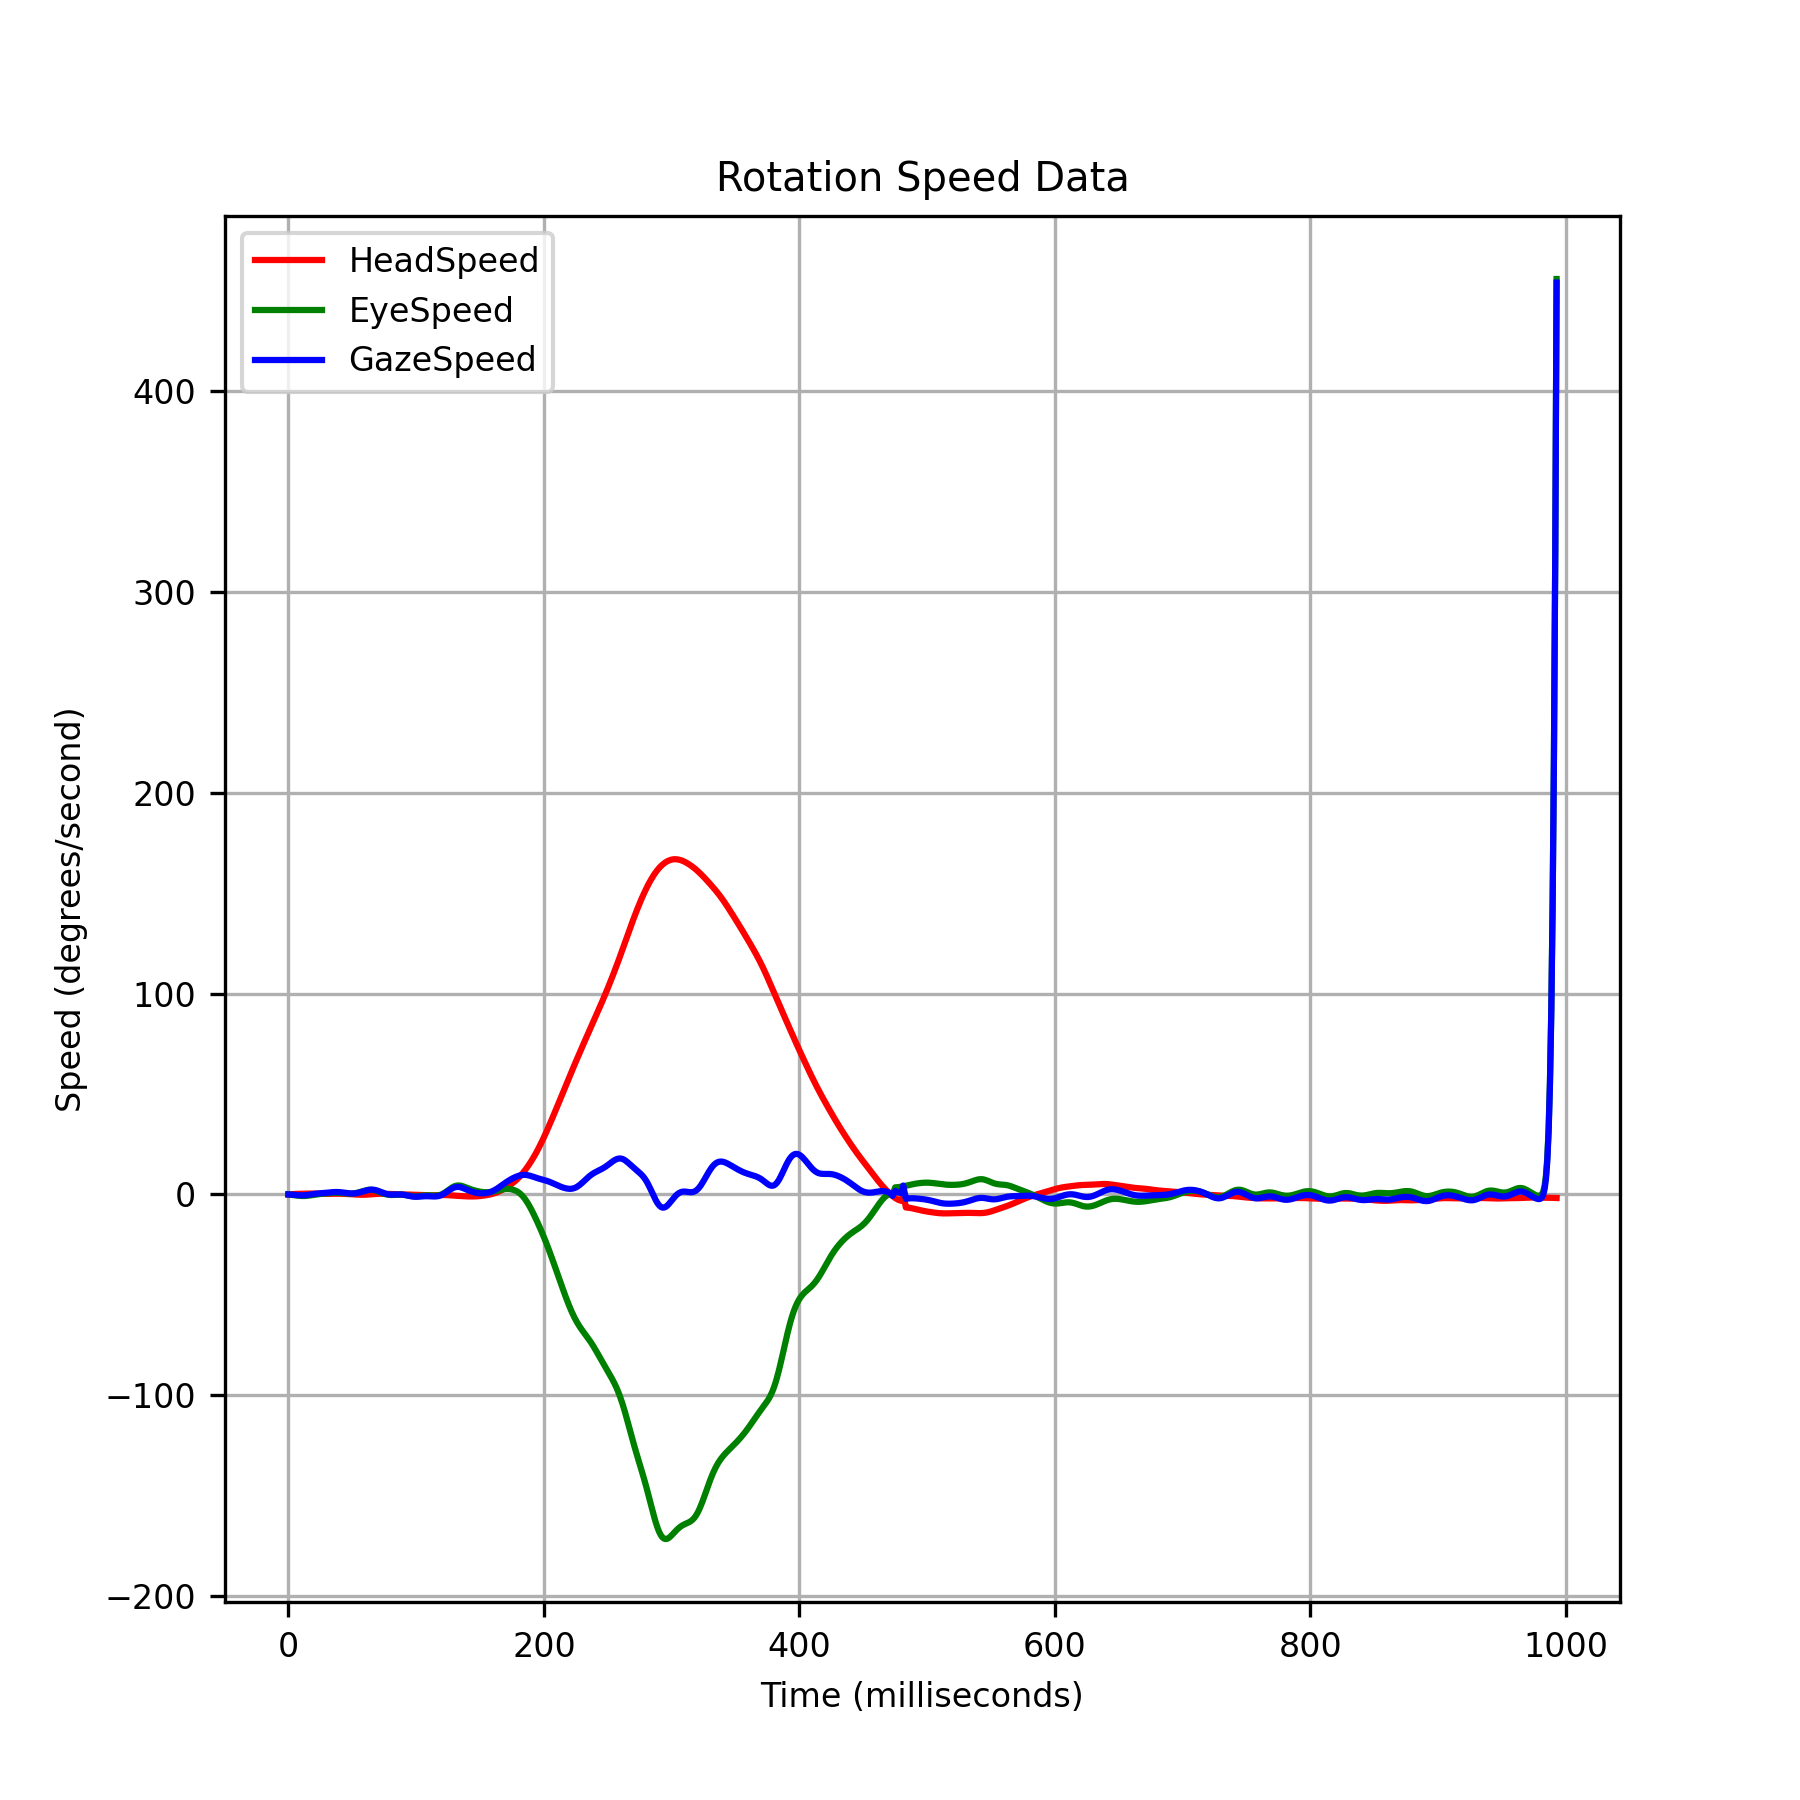 Rotation Speed Data
HeadSpeed
EyeSpeed
GazeSpeed
400
300
200
100
0
−100
−200
Speed (degrees/second)
0 200 400 600 800 1000
Time (milliseconds)